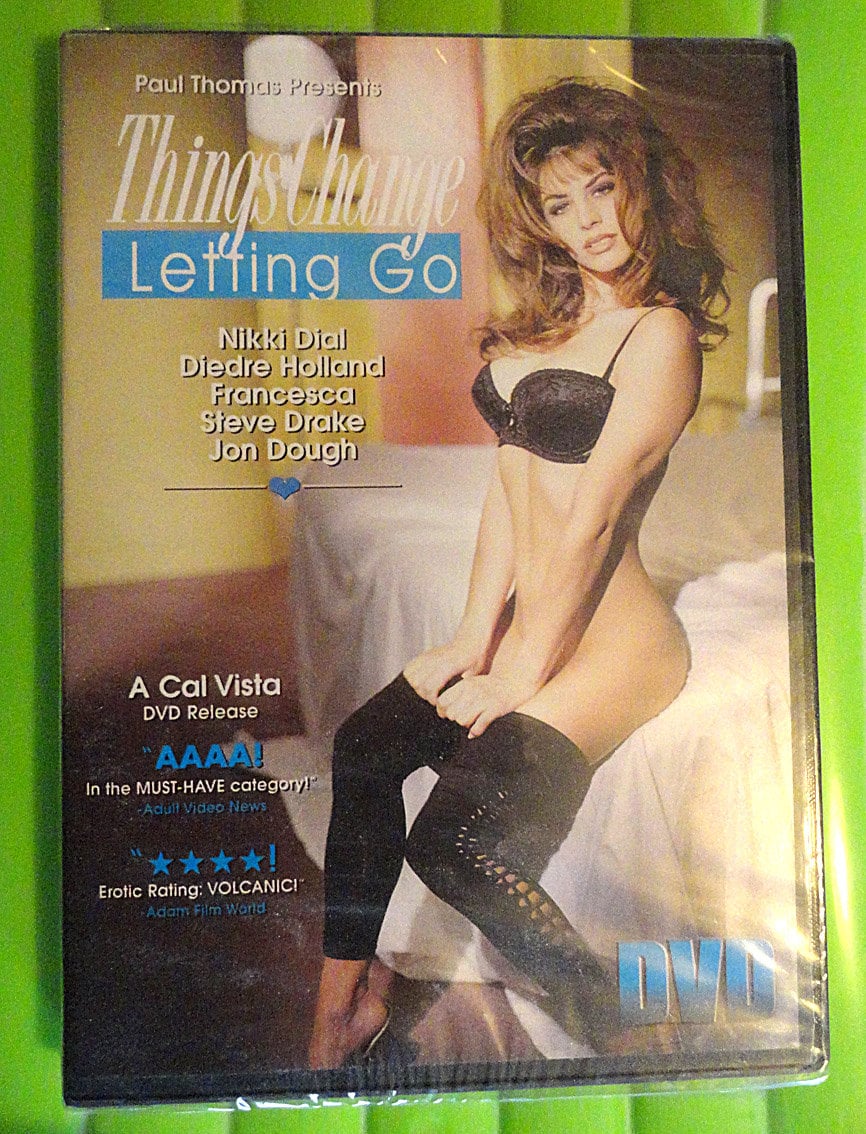 Paul Thomas Presents
Things Change
Letting Go
Nikki Dial
Diedre Holland
Francesca
Steve Drake
Jon Dough
A Cal Vista
DVD Release
"AAAA!
In the MUST-HAVE category!"
-Adult Video News
"★★★★!
Erotic Rating: VOLCANIC!"
-Adam Film World
DVD